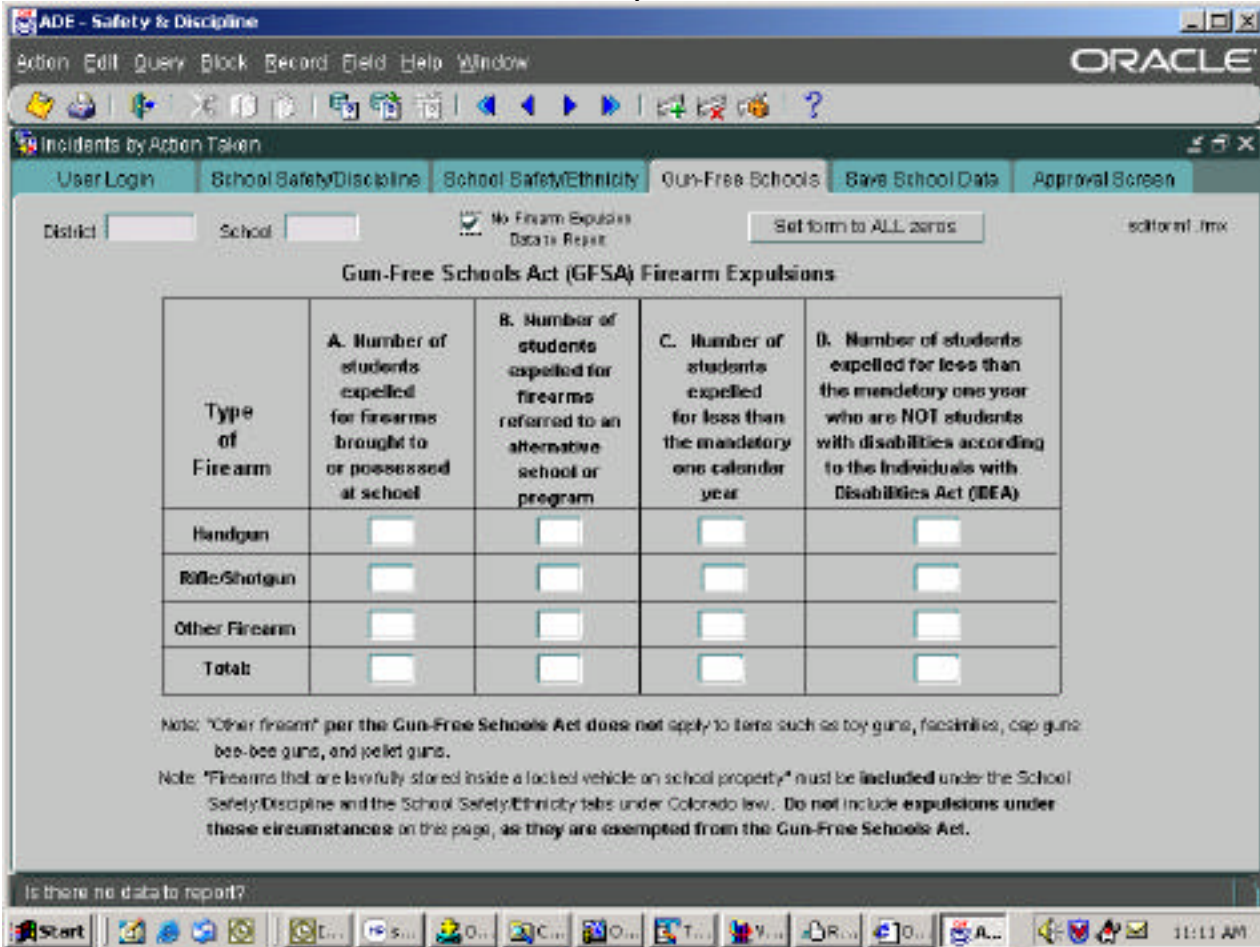 ADE - Safety & Discipline
Action Edit Query Block Record Field Help Window
ORACLE
Incidents by Action Taken
User Login School Safety/Discipline School Safety/Ethnicity Gun-Free Schools Save School Data Approval Screen
District School No Firearm Expulsion Set form to ALL zeros
Data to Report
Gun-Free Schools Act (GFSA) Firearm Expulsions
Type
of
Firearm
A. Number of
students
expelled
for firearms
brought to
or possessed
at school
B. Number of
students
expelled for
firearms
referred to an
alternative
school or
program
C. Number of
students
expelled
for less than
the mandatory
one calendar
year
D. Number of students
expelled for less than
the mandatory one year
who are NOT students
with disabilities according
to the Individuals with
Disabilities Act (IDEA)
Handgun
Rifle/Shotgun
Other Firearm
Total:
Note: "Other firearm" per the Gun-Free Schools Act does not apply to items such as toy guns, facsimiles, cap guns
bee-bee guns, and pellet guns.
Note: "Firearms that are lawfully stored inside a locked vehicle on school property" must be included under the School
Safety/Discipline and the School Safety/Ethnicity tabs under Colorado law. Do not include expulsions under
these circumstances on this page, as they are exempted from the Gun-Free Schools Act.
Is there no data to report?
Start I... s... O... C... O... T... R... O... A... 11:11 AM